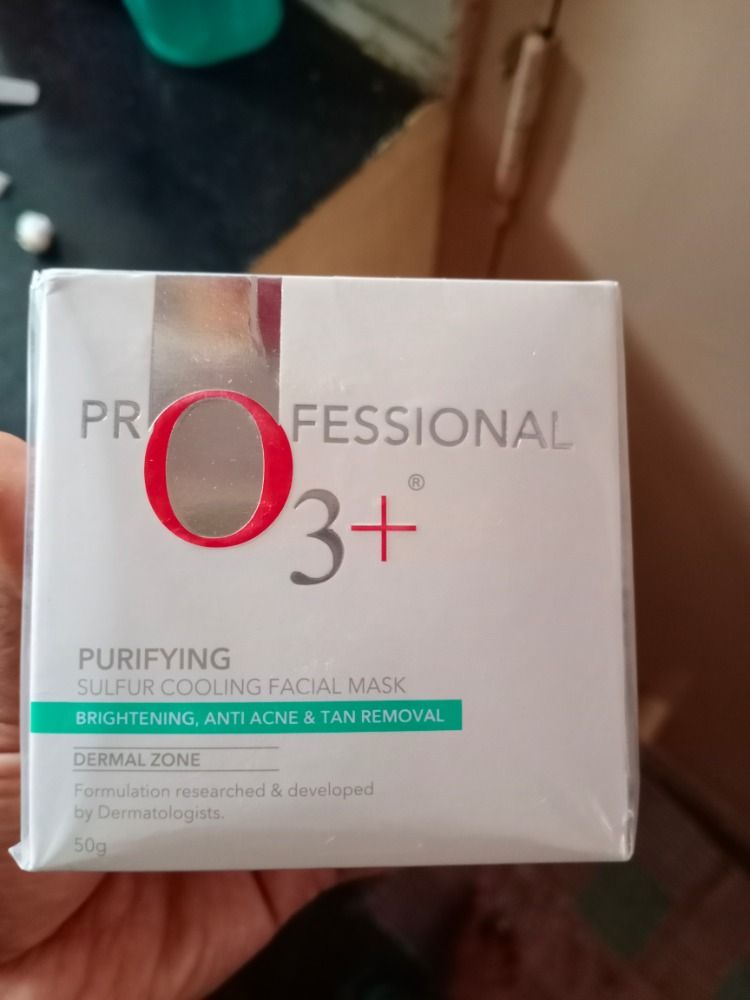 PROFESSIONAL
O3+®
PURIFYING
SULFUR COOLING FACIAL MASK
BRIGHTENING, ANTI ACNE & TAN REMOVAL
DERMAL ZONE
Formulation researched & developed
by Dermatologists.
50g